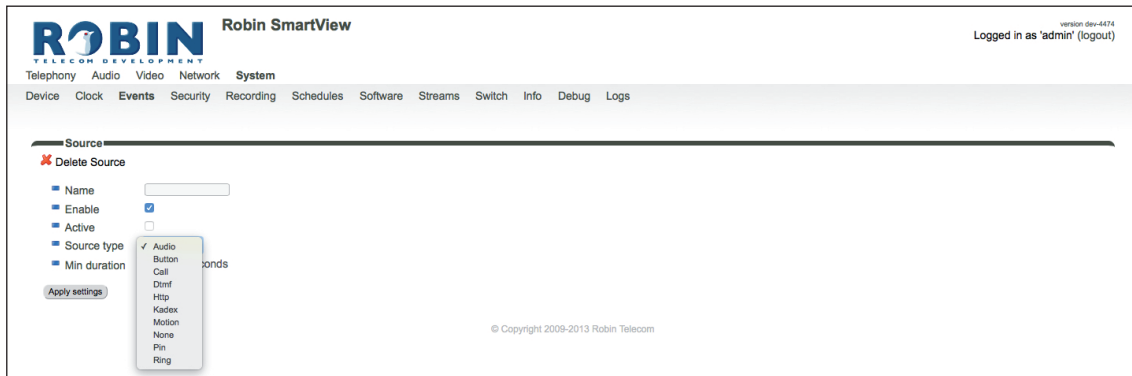 ROBIN
TELECOM DEVELOPMENT
Robin SmartView
version dev-4474
Logged in as 'admin' (logout)
Telephony Audio Video Network System
Device Clock Events Security Recording Schedules Software Streams Switch Info Debug Logs
Source
Delete Source
Name
Enable
Active
Source type
✓ Audio
Button
Call
Dtmf
Http
Kadex
Motion
None
Pin
Ring
Min duration
Apply settings
© Copyright 2009-2013 Robin Telecom